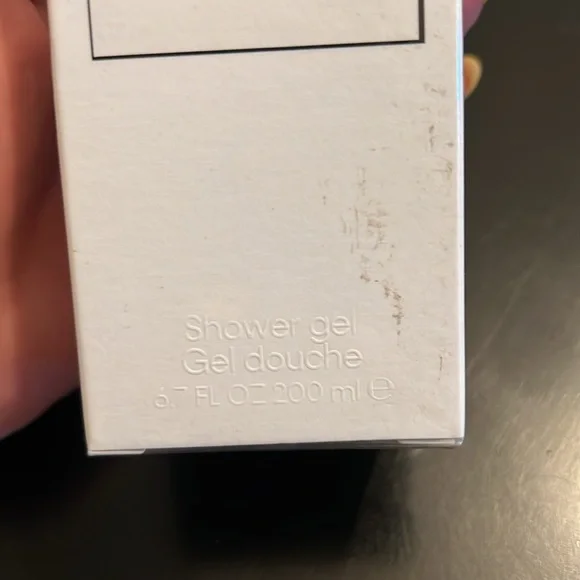 Shower gel
Gel douche
6.7 FL OZ 200 ml ℮